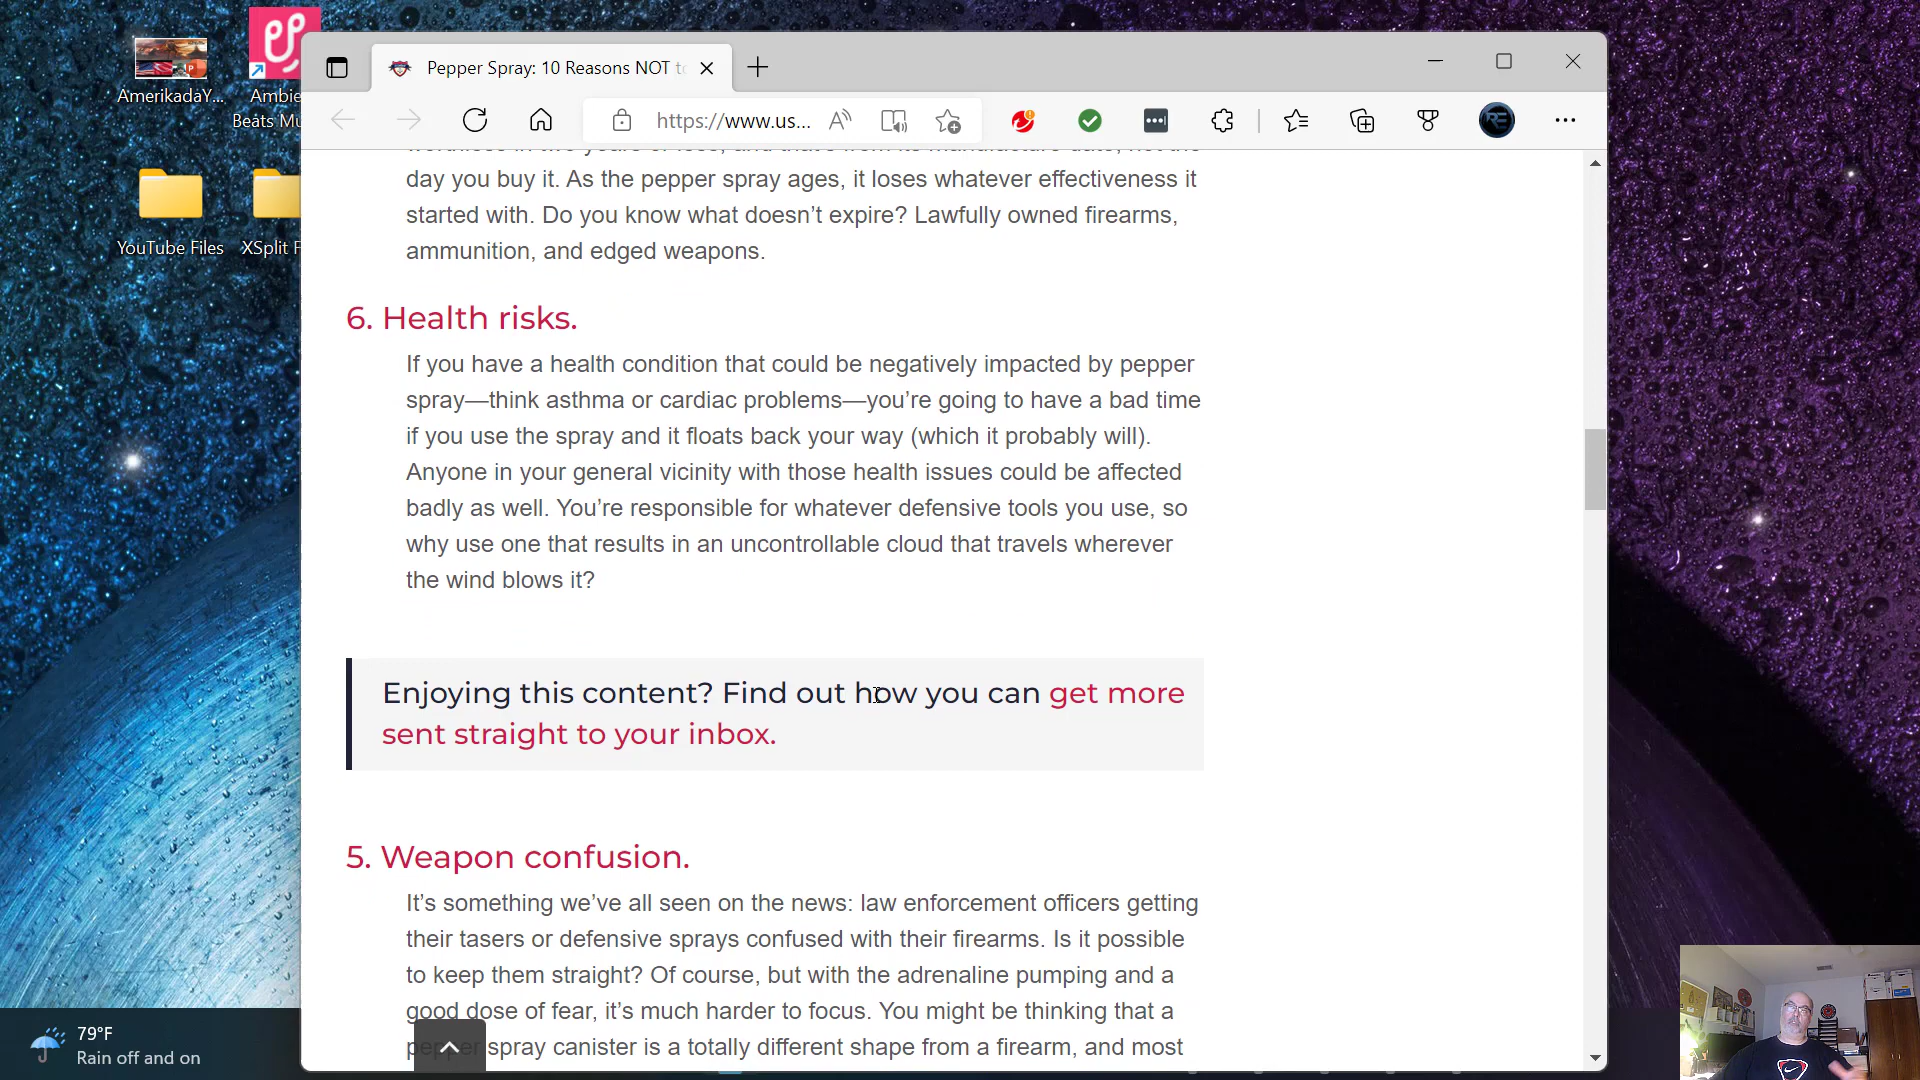 AmerikadaY...
Ambie
Beats Mu
YouTube Files
XSplit F
Pepper Spray: 10 Reasons NOT to
https://www.us...
day you buy it. As the pepper spray ages, it loses whatever effectiveness it
started with. Do you know what doesn’t expire? Lawfully owned firearms,
ammunition, and edged weapons.
6. Health risks.
If you have a health condition that could be negatively impacted by pepper
spray—think asthma or cardiac problems—you’re going to have a bad time
if you use the spray and it floats back your way (which it probably will).
Anyone in your general vicinity with those health issues could be affected
badly as well. You’re responsible for whatever defensive tools you use, so
why use one that results in an uncontrollable cloud that travels wherever
the wind blows it?
Enjoying this content? Find out how you can get more
sent straight to your inbox.
5. Weapon confusion.
It’s something we’ve all seen on the news: law enforcement officers getting
their tasers or defensive sprays confused with their firearms. Is it possible
to keep them straight? Of course, but with the adrenaline pumping and a
good dose of fear, it’s much harder to focus. You might be thinking that a
pepper spray canister is a totally different shape from a firearm, and most
79°F
Rain off and on